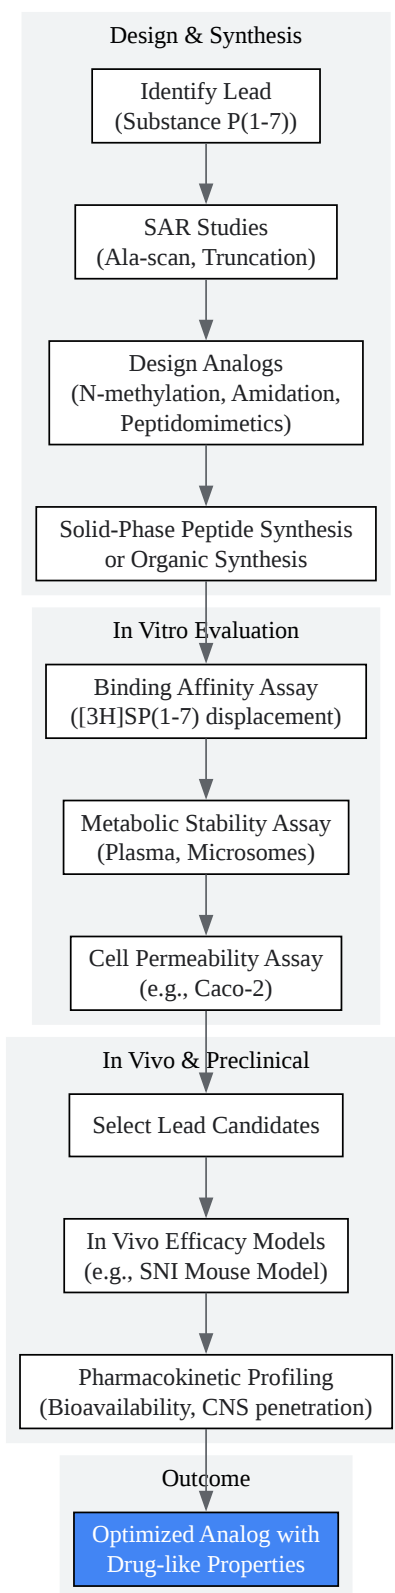 Design & Synthesis
Identify Lead
(Substance P(1-7))
SAR Studies
(Ala-scan, Truncation)
Design Analogs
(N-methylation, Amidation,
Peptidomimetics)
Solid-Phase Peptide Synthesis
or Organic Synthesis
In Vitro Evaluation
Binding Affinity Assay
([3H]SP(1-7) displacement)
Metabolic Stability Assay
(Plasma, Microsomes)
Cell Permeability Assay
(e.g., Caco-2)
In Vivo & Preclinical
Select Lead Candidates
In Vivo Efficacy Models
(e.g., SNI Mouse Model)
Pharmacokinetic Profiling
(Bioavailability, CNS penetration)
Outcome
Optimized Analog with
Drug-like Properties